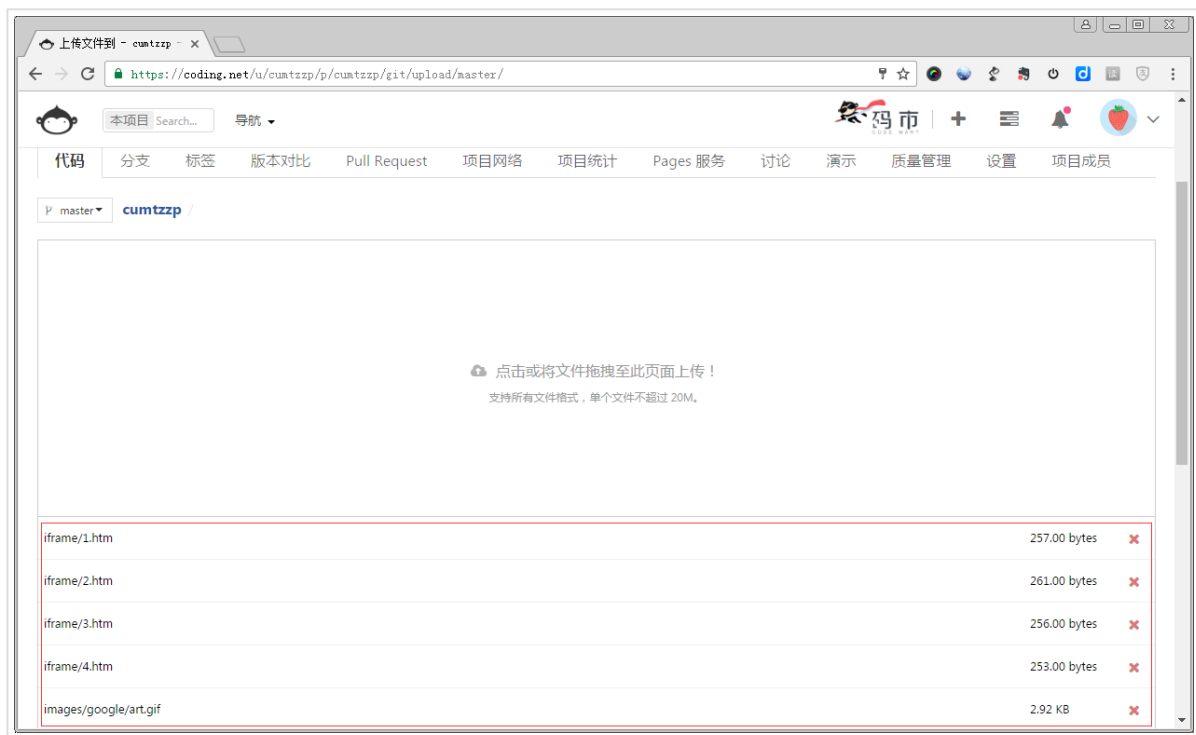 上传文件到 - cumtzzp -
https://coding.net/u/cumtzzp/p/cumtzzp/git/upload/master/
本项目 Search... 导航 码市
CODE MART
代码 分支 标签 版本对比 Pull Request 项目网络 项目统计 Pages 服务 讨论 演示 质量管理 设置 项目成员
master cumtzzp /
点击或将文件拖拽至此页面上传！
支持所有文件格式，单个文件不超过 20M。
iframe/1.htm 257.00 bytes
iframe/2.htm 261.00 bytes
iframe/3.htm 256.00 bytes
iframe/4.htm 253.00 bytes
images/google/art.gif 2.92 KB